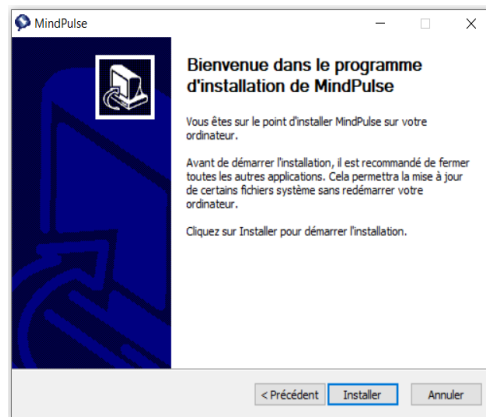 MindPulse
Bienvenue dans le programme
d'installation de MindPulse
Vous êtes sur le point d'installer MindPulse sur votre
ordinateur.
Avant de démarrer l'installation, il est recommandé de fermer
toutes les autres applications. Cela permettra la mise à jour
de certains fichiers système sans redémarrer votre
ordinateur.
Cliquez sur Installer pour démarrer l'installation.
< Précédent Installer Annuler